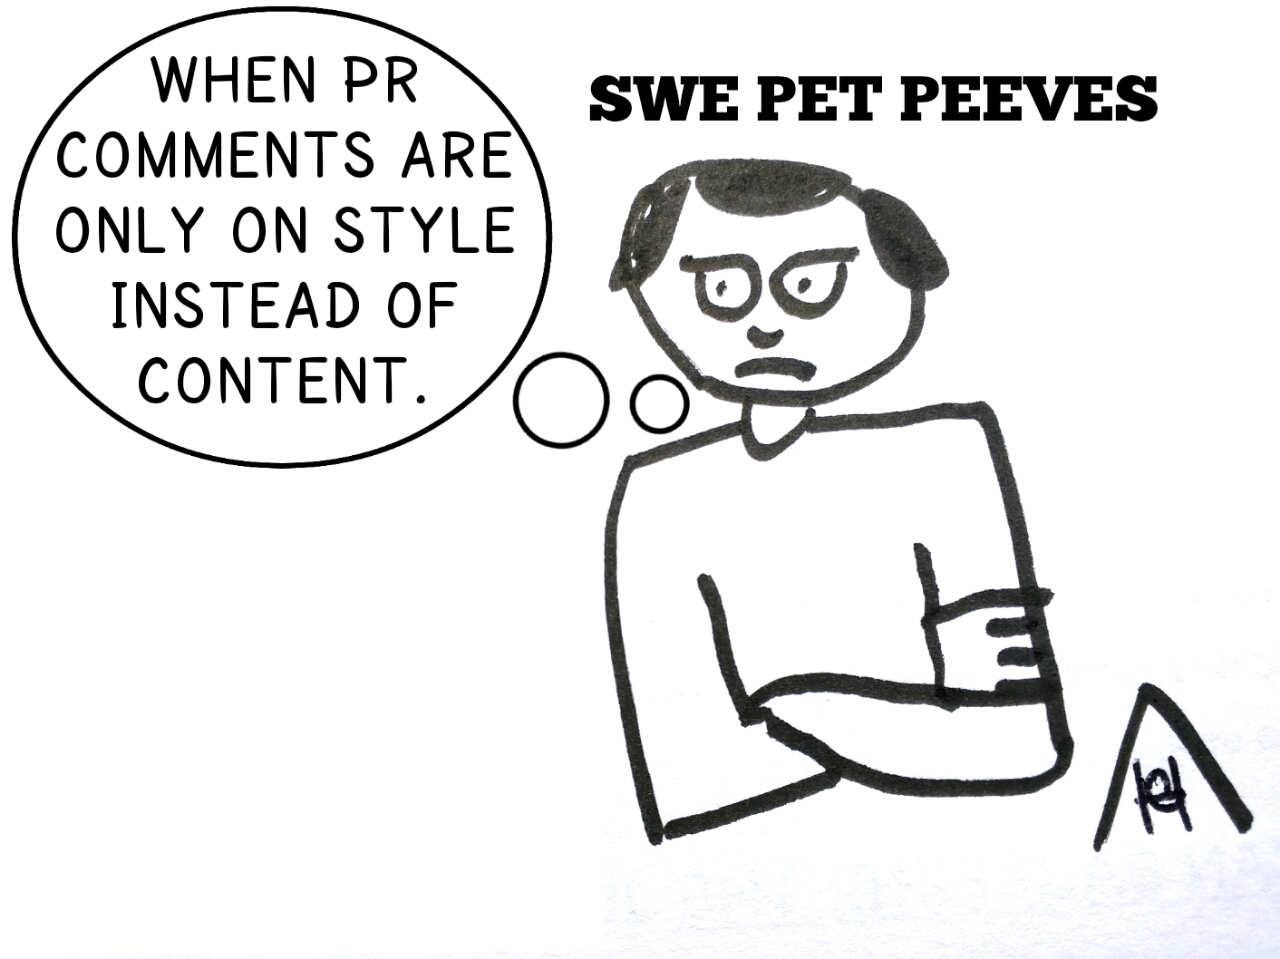 SWE PET PEEVES
WHEN PR
COMMENTS ARE
ONLY ON STYLE
INSTEAD OF
CONTENT.